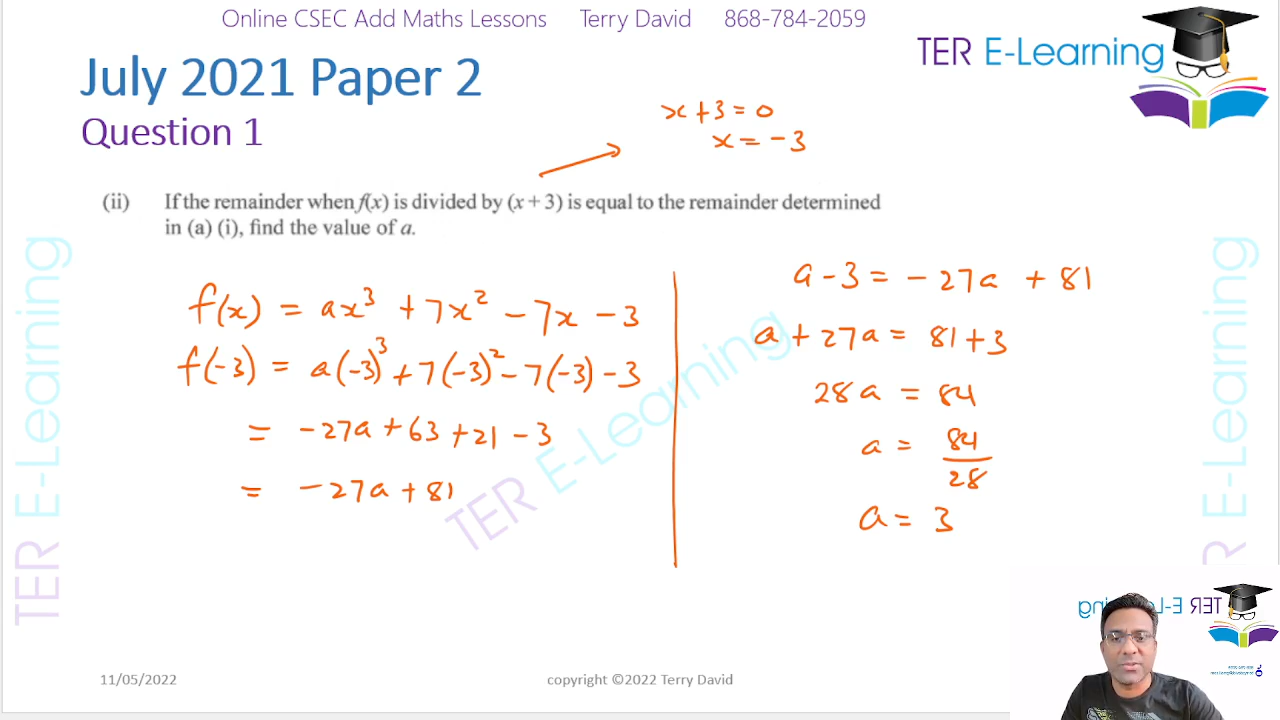 Online CSEC Add Maths Lessons Terry David 868-784-2059
TER E-Learning
July 2021 Paper 2
Question 1
x + 3 = 0
x = -3
(ii) If the remainder when f(x) is divided by (x + 3) is equal to the remainder determined
in (a) (i), find the value of a.
f(x) = ax³ + 7x² - 7x - 3
f(-3) = a(-3)³ + 7(-3)² - 7(-3) - 3
= -27a + 63 + 21 - 3
= -27a + 81
a - 3 = -27a + 81
a + 27a = 81 + 3
28a = 84
a = 84/28
a = 3
TER E-Learning
TER E-Learning
TER E-Learning
TER E-Learning
11/05/2022
copyright ©2022 Terry David